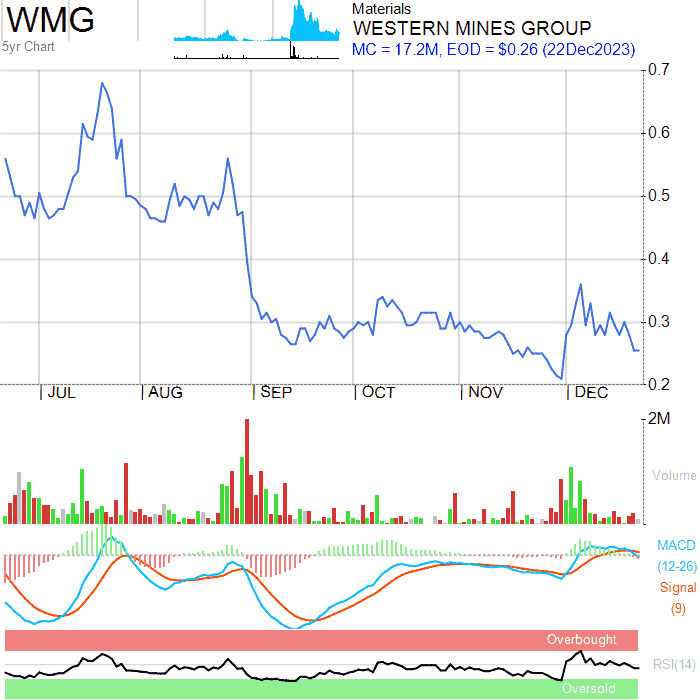 WMG
5yr Chart
Materials
WESTERN MINES GROUP
MC = 17.2M, EOD = $0.26 (22Dec2023)
0.7
0.6
0.5
0.4
0.3
0.2
JUL AUG SEP OCT NOV DEC
2M
Volume
MACD
(12-26)
Signal
(9)
Overbought
RSI(14)
Oversold